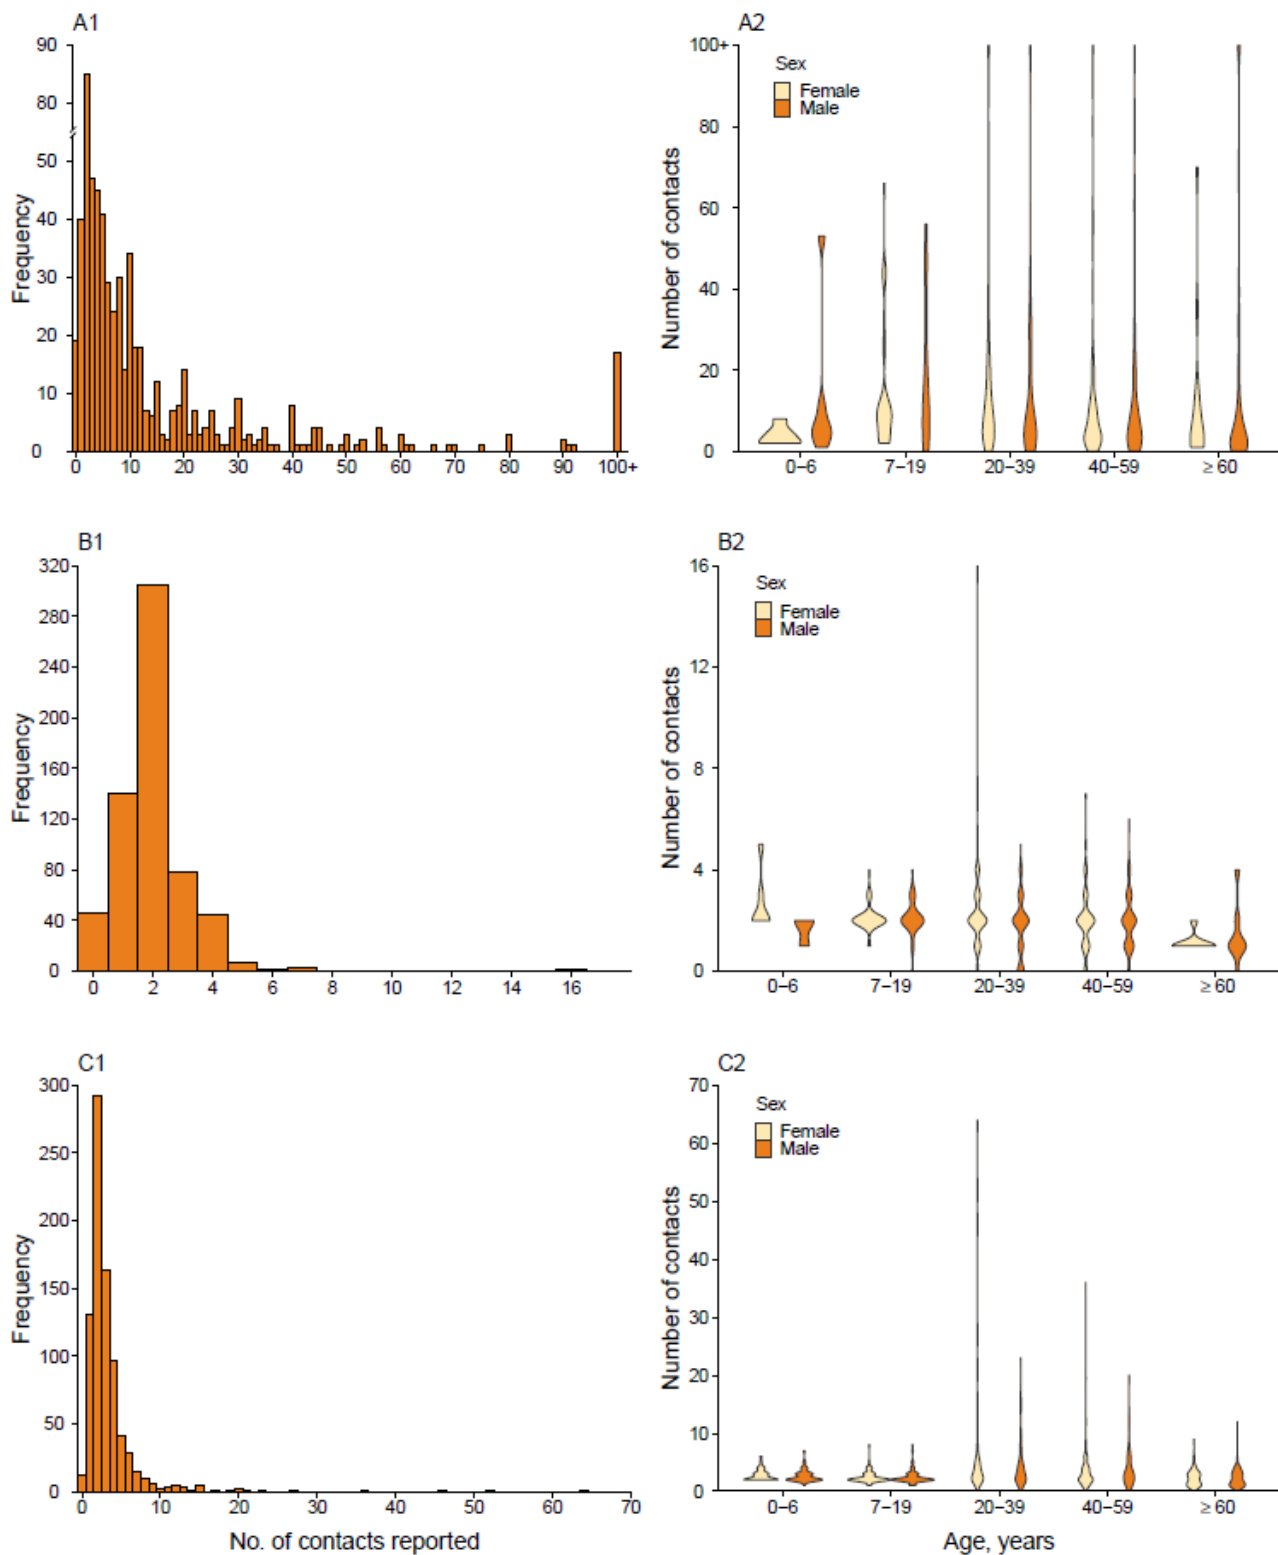 A1
90
80
50
40
30
20
10
0
Frequency
0 10 20 30 40 50 60 70 80 90 100+
A2
100+
80
60
40
20
0
Number of contacts
Sex
Female
Male
0–6 7–19 20–39 40–59 ≥ 60
B1
320
280
240
200
160
120
80
40
0
Frequency
0 2 4 6 8 10 12 14 16
B2
16
12
8
4
0
Number of contacts
Sex
Female
Male
0–6 7–19 20–39 40–59 ≥ 60
C1
300
250
200
150
100
50
0
Frequency
0 10 20 30 40 50 60 70
No. of contacts reported
C2
70
60
50
40
30
20
10
0
Number of contacts
Sex
Female
Male
0–6 7–19 20–39 40–59 ≥ 60
Age, years